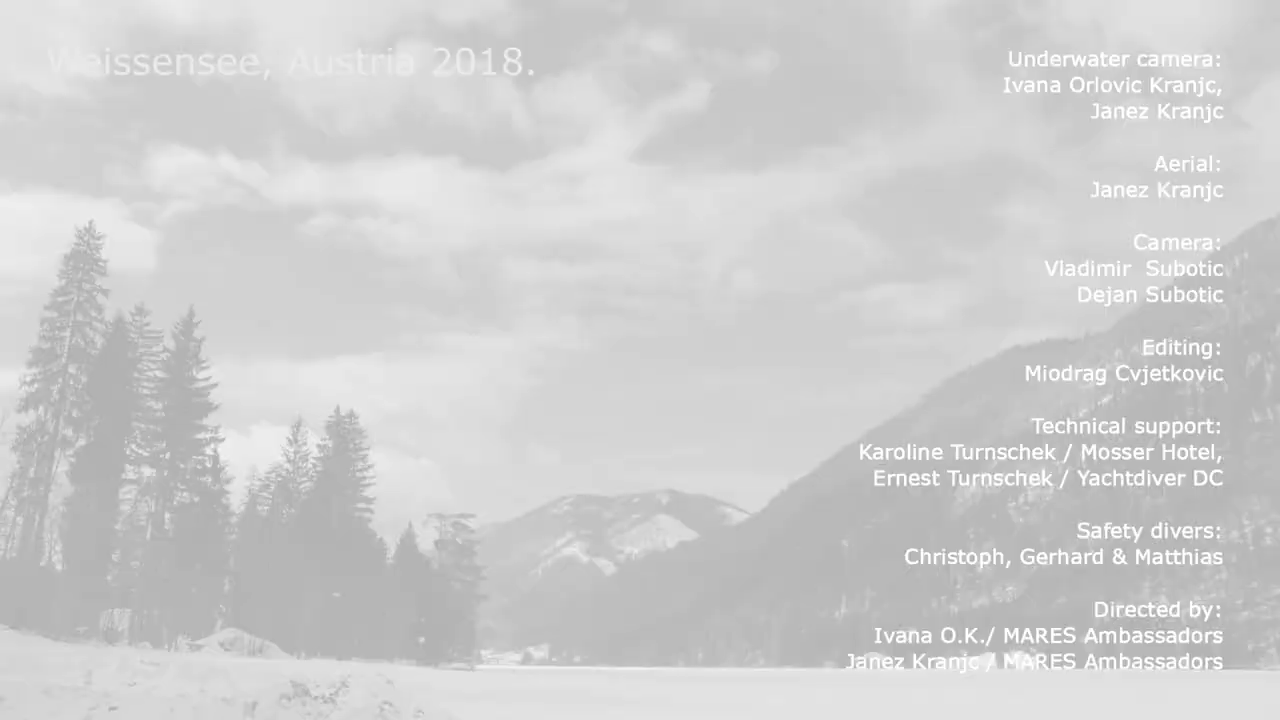 Weissensee, Austria 2018.
Underwater camera:
Ivana Orlovic Kranjc,
Janez Kranjc
Aerial:
Janez Kranjc
Camera:
Vladimir  Subotic
Dejan Subotic
Editing:
Miodrag Cvjetkovic
Technical support:
Karoline Turnschek / Mosser Hotel,
Ernest Turnschek / Yachtdiver DC
Safety divers:
Christoph, Gerhard & Matthias
Directed by:
Ivana O.K./ MARES Ambassadors
Janez Kranjc / MARES Ambassadors